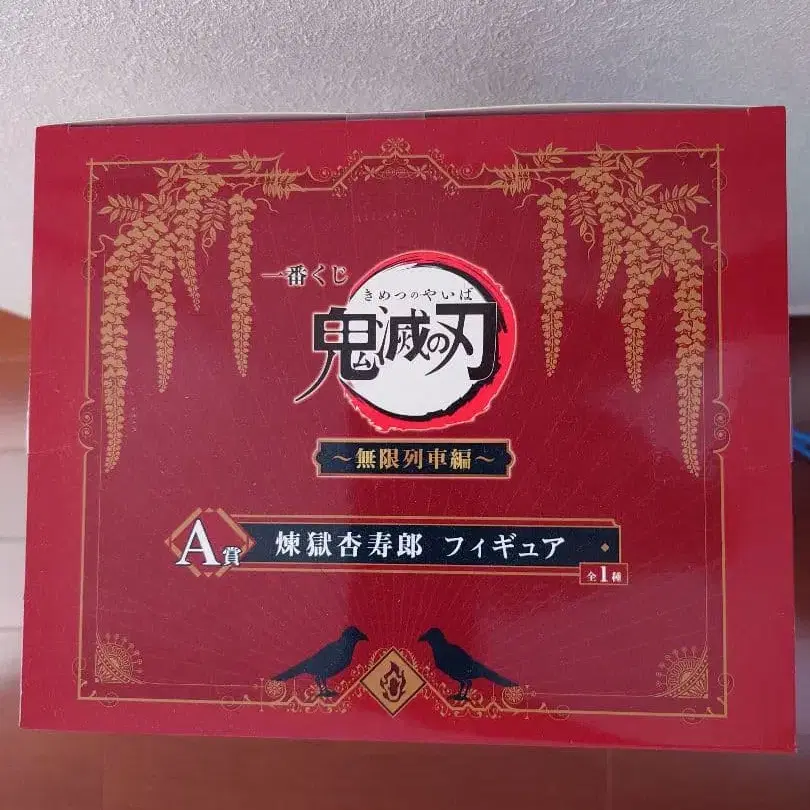 一番くじ
きめつのやいば
鬼滅の刃
～無限列車編～
A賞 煉獄杏寿郎 フィギュア
全1種